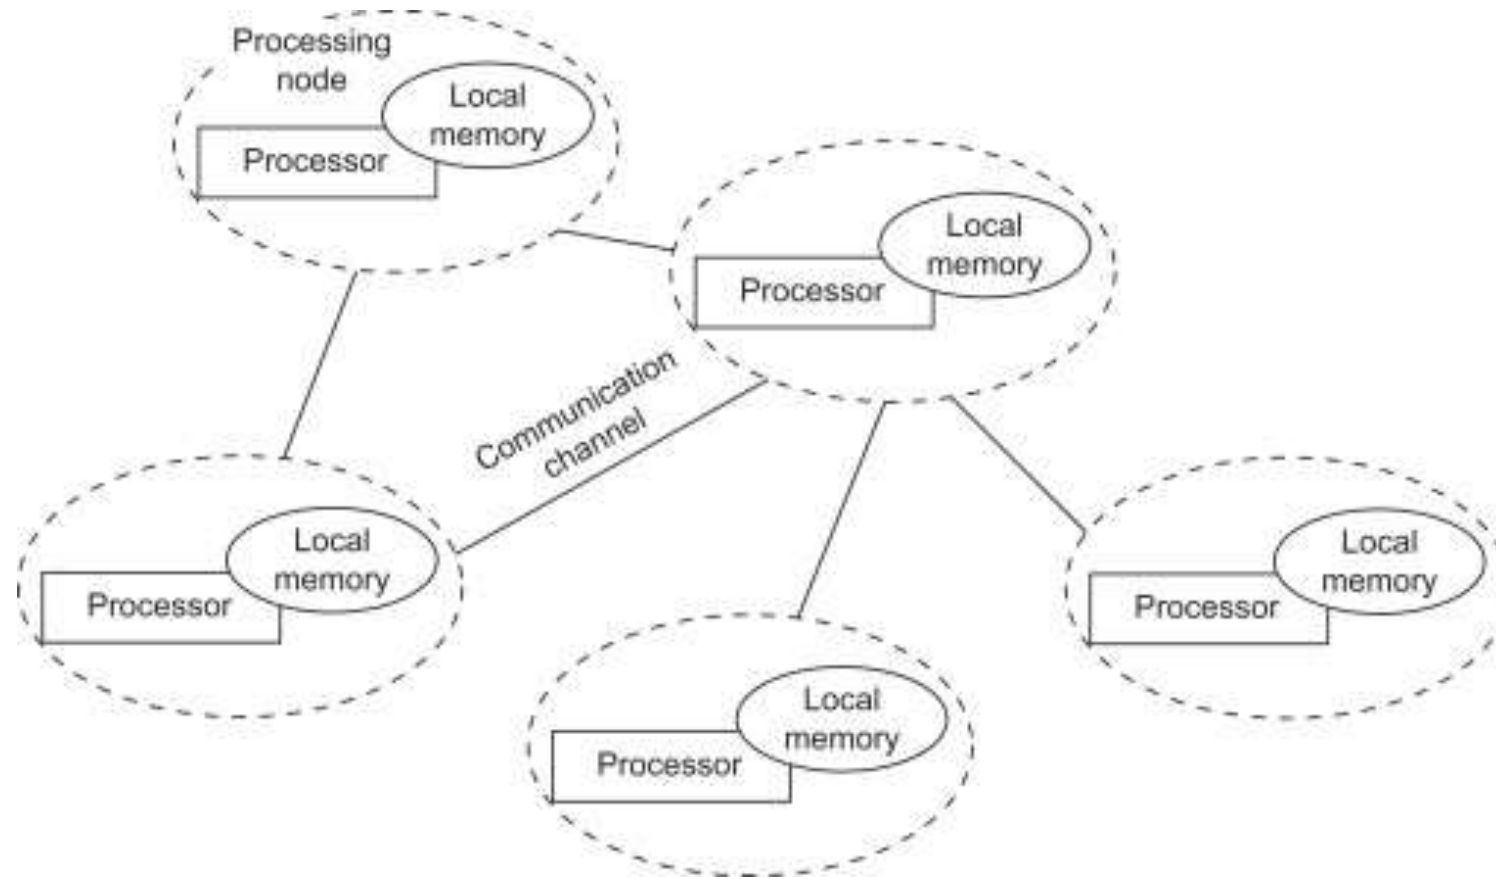 Processing
node
Local
memory
Processor
Local
memory
Processor
Communication
channel
Local
memory
Processor
Local
memory
Processor
Local
memory
Processor